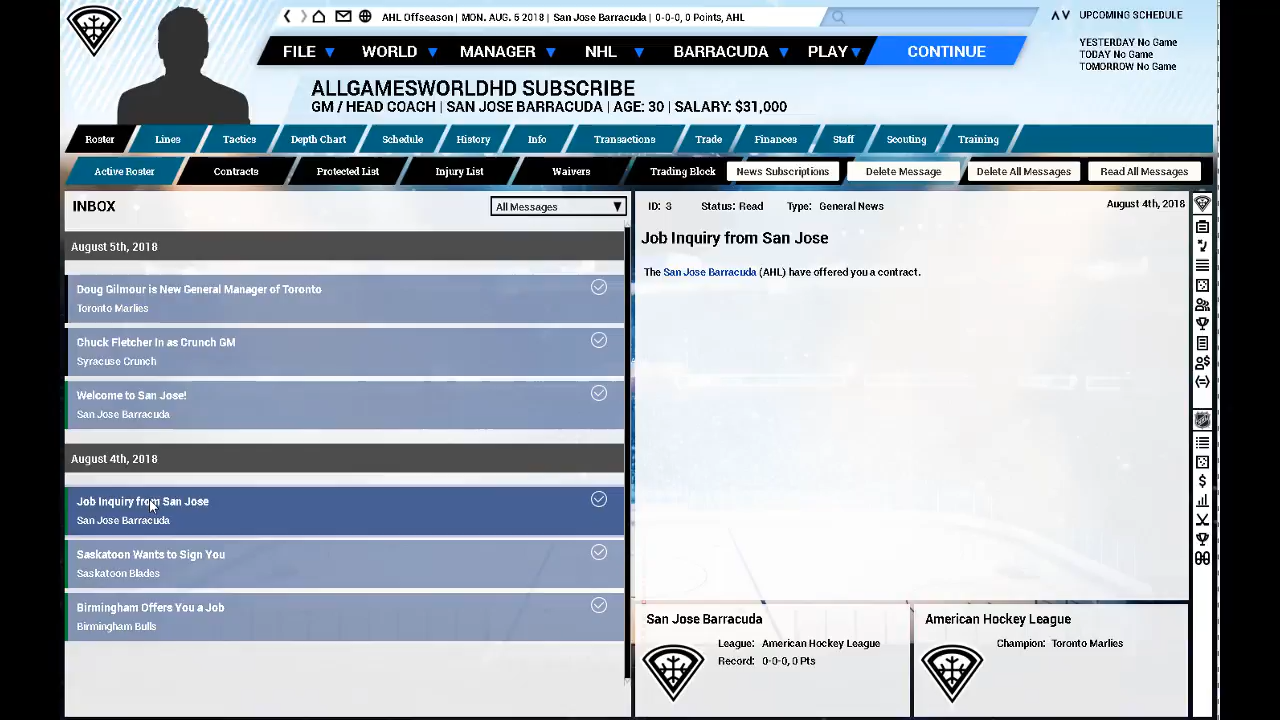 AHL Offseason | MON. AUG. 5 2018 | San Jose Barracuda | 0-0-0, 0 Points, AHL
UPCOMING SCHEDULE
YESTERDAY No Game
TODAY No Game
TOMORROW No Game
FILE WORLD MANAGER NHL BARRACUDA PLAY CONTINUE
ALLGAMESWORLDHD SUBSCRIBE
GM / HEAD COACH | SAN JOSE BARRACUDA | AGE: 30 | SALARY: $31,000
Roster Lines Tactics Depth Chart Schedule History Info Transactions Trade Finances Staff Scouting Training
Active Roster Contracts Protected List Injury List Waivers Trading Block News Subscriptions Delete Message Delete All Messages Read All Messages
INBOX
All Messages
August 5th, 2018
Doug Gilmour is New General Manager of Toronto
Toronto Marlies
Chuck Fletcher In as Crunch GM
Syracuse Crunch
Welcome to San Jose!
San Jose Barracuda
August 4th, 2018
Job Inquiry from San Jose
San Jose Barracuda
Saskatoon Wants to Sign You
Saskatoon Blades
Birmingham Offers You a Job
Birmingham Bulls
ID: 3 Status: Read Type: General News August 4th, 2018
Job Inquiry from San Jose
The San Jose Barracuda (AHL) have offered you a contract.
San Jose Barracuda
League: American Hockey League
Record: 0-0-0, 0 Pts
American Hockey League
Champion: Toronto Marlies